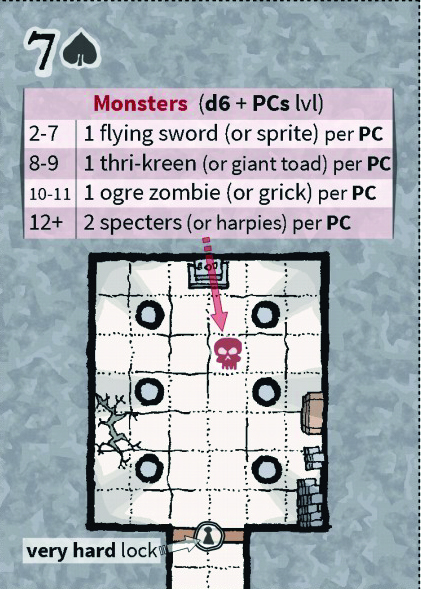 7♠
Monsters (d6 + PCs lvl)
2-7 1 flying sword (or sprite) per PC
8-9 1 thri-kreen (or giant toad) per PC
10-11 1 ogre zombie (or grick) per PC
12+ 2 specters (or harpies) per PC
very hard lock